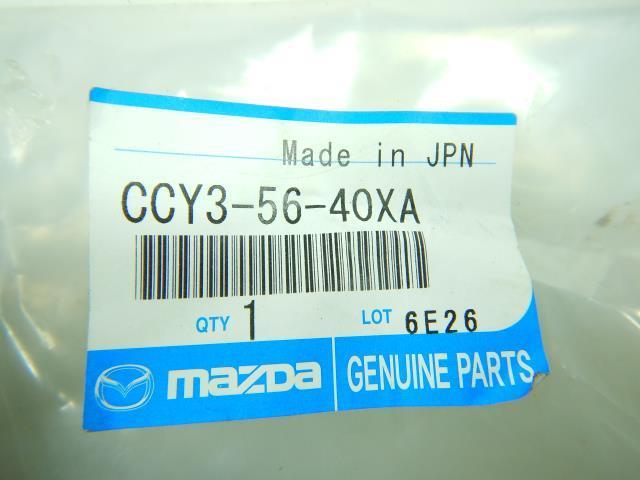 Made in JPN
CCY3-56-40XA
QTY 1 LOT 6E26
mazda GENUINE PARTS